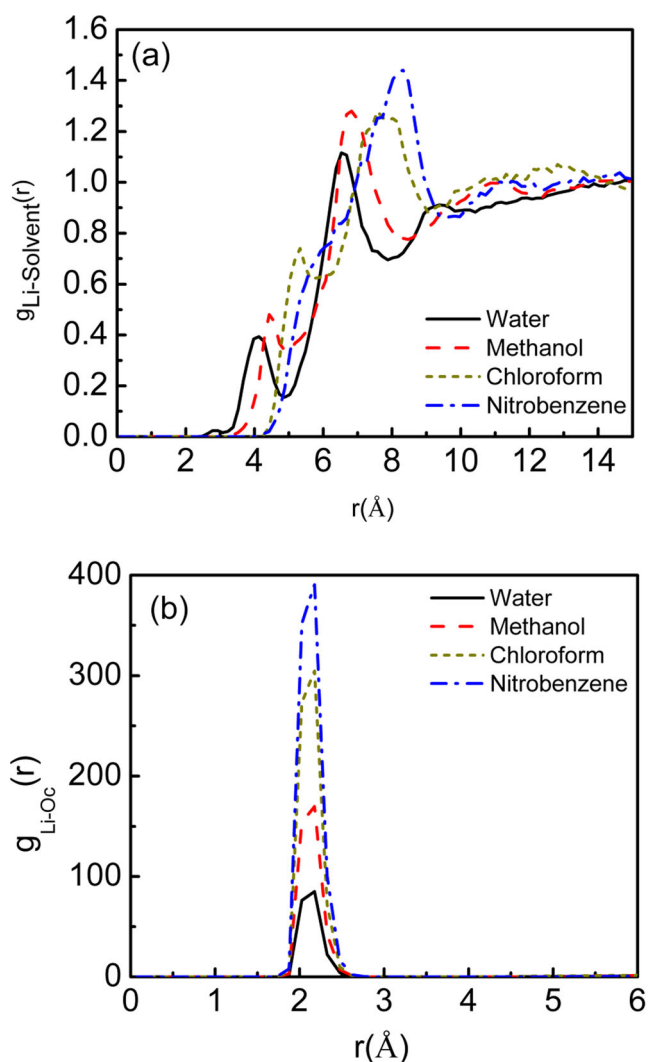 (a)
1.6
1.4
1.2
1.0
0.8
0.6
0.4
0.2
0.0
gLi-Solvent(r)
Water
Methanol
Chloroform
Nitrobenzene
0 2 4 6 8 10 12 14
r(Å)
(b)
400
300
200
100
0
g Li-Oc (r)
Water
Methanol
Chloroform
Nitrobenzene
0 1 2 3 4 5 6
r(Å)